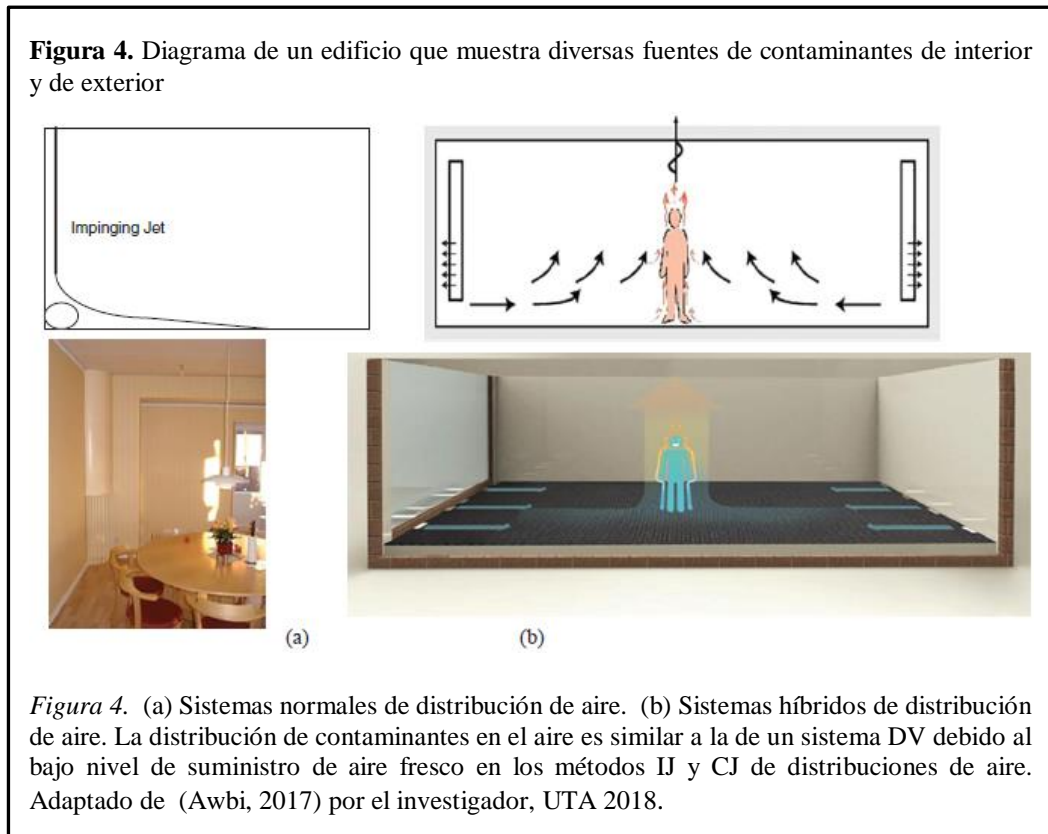 Figura 4. Diagrama de un edificio que muestra diversas fuentes de contaminantes de interior
y de exterior
Impinging Jet
(a)
(b)
Figura 4. (a) Sistemas normales de distribución de aire. (b) Sistemas híbridos de distribución
de aire. La distribución de contaminantes en el aire es similar a la de un sistema DV debido al
bajo nivel de suministro de aire fresco en los métodos IJ y CJ de distribuciones de aire.
Adaptado de (Awbi, 2017) por el investigador, UTA 2018.